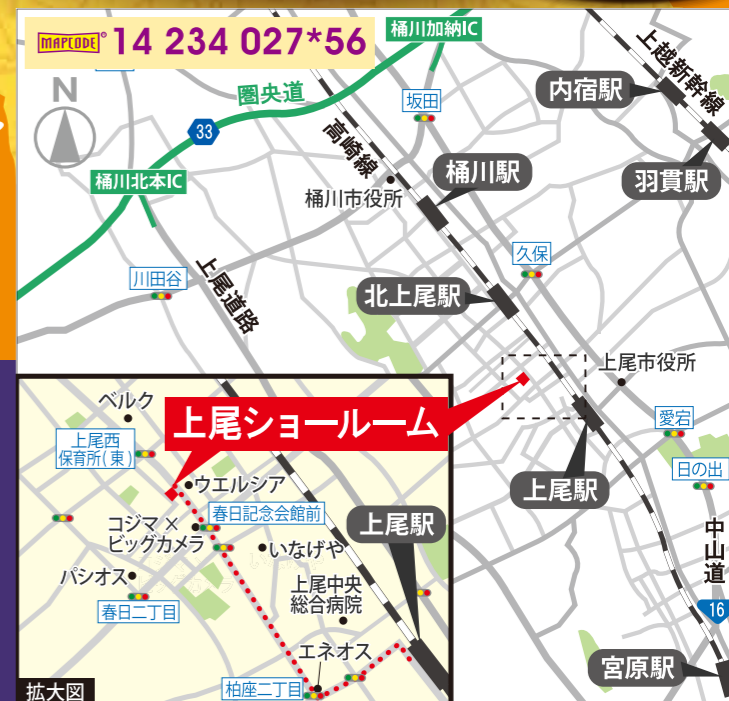 MAPCODE® 14 234 027*56
桶川加納IC
上越新幹線
内宿駅
N
圏央道
坂田
33
高崎線
羽貫駅
桶川北本IC
桶川市役所
桶川駅
川田谷
久保
上尾道路
北上尾駅
上尾市役所
愛宕
日の出
上尾駅
中山道
16
宮原駅
上尾ショールーム
ベルク
上尾西
保育所(東)
ウエルシア
春日記念会館前
コジマ×
ビッグカメラ
上尾駅
いなげや
パシオス
上尾中央
総合病院
春日二丁目
エネオス
柏座二丁目
拡大図